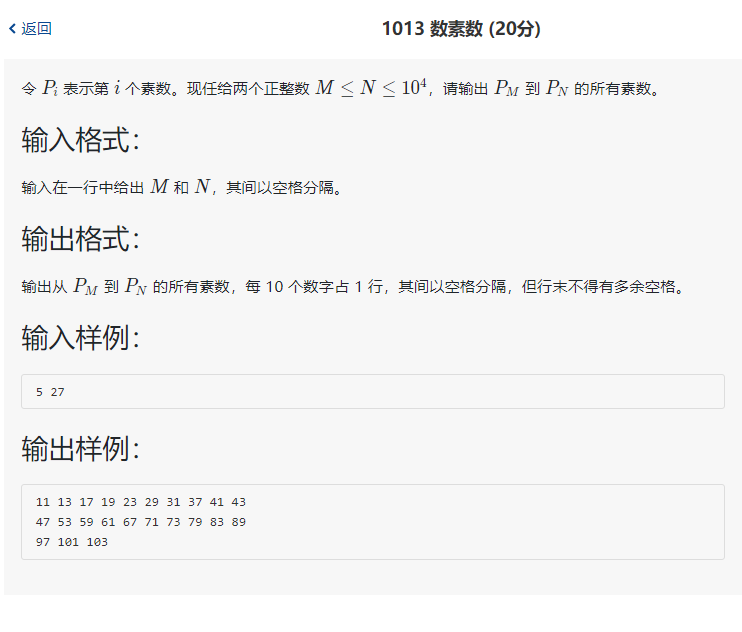 返回
1013 数素数 (20分)
令 P_i 表示第 i 个素数。现任给两个正整数 M ≤ N ≤ 10^4，请输出 P_M 到 P_N 的所有素数。
输入格式：
输入在一行中给出 M 和 N，其间以空格分隔。
输出格式：
输出从 P_M 到 P_N 的所有素数，每 10 个数字占 1 行，其间以空格分隔，但行末不得有多余空格。
输入样例：
5 27
输出样例：
11 13 17 19 23 29 31 37 41 43
47 53 59 61 67 71 73 79 83 89
97 101 103